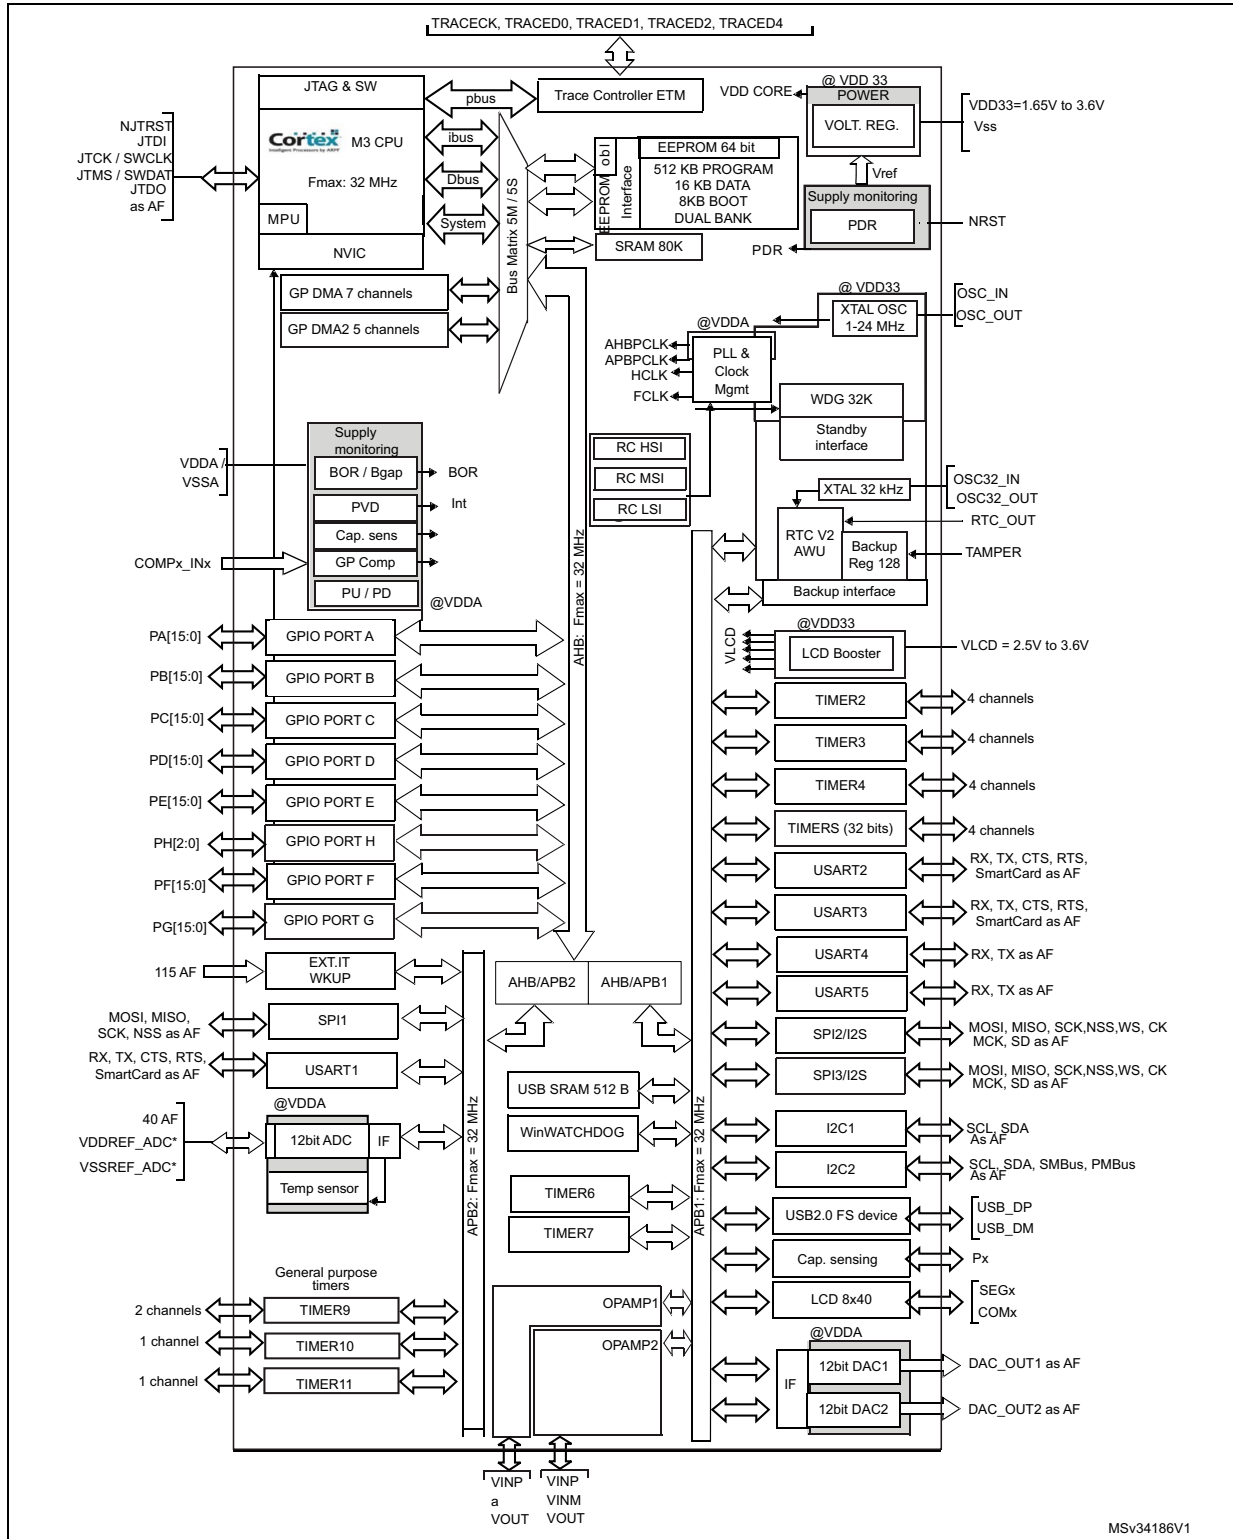 TRACECK, TRACED0, TRACED1, TRACED2, TRACED4
JTAG & SW
pbus
Trace Controller ETM
NJTRST
JTDI
JTCK / SWCLK
JTMS / SWDAT
JTDO
as AF
Cortex
Intelligent Processors by ARM
M3 CPU
Fmax: 32 MHz
MPU
NVIC
ibus
Dbus
System
Bus Matrix 5M / 5S
EEPROM obl
Interface
EEPROM 64 bit
512 KB PROGRAM
16 KB DATA
8KB BOOT
DUAL BANK
SRAM 80K
GP DMA 7 channels
GP DMA2 5 channels
@ VDD 33
VDD CORE
POWER
VOLT. REG.
VDD33=1.65V to 3.6V
Vss
Vref
Supply monitoring
PDR
NRST
PDR
@ VDD33
XTAL OSC
1-24 MHz
OSC_IN
OSC_OUT
@VDDA
AHBPCLK
APBPCLK
HCLK
FCLK
PLL &
Clock
Mgmt
WDG 32K
Standby
interface
RC HSI
RC MSI
RC LSI
XTAL 32 kHz
OSC32_IN
OSC32_OUT
RTC V2
AWU
RTC_OUT
Backup
Reg 128
TAMPER
Backup interface
Supply
monitoring
VDDA /
VSSA
BOR / Bgap
BOR
PVD
Int
Cap. sens
COMPx_INx
GP Comp
PU / PD
@VDDA
AHB: Fmax = 32 MHz
PA[15:0]
GPIO PORT A
PB[15:0]
GPIO PORT B
PC[15:0]
GPIO PORT C
PD[15:0]
GPIO PORT D
PE[15:0]
GPIO PORT E
PH[2:0]
GPIO PORT H
PF[15:0]
GPIO PORT F
PG[15:0]
GPIO PORT G
115 AF
EXT.IT
WKUP
MOSI, MISO,
SCK, NSS as AF
SPI1
RX, TX, CTS, RTS,
SmartCard as AF
USART1
@VDDA
40 AF
VDDREF_ADC*
VSSREF_ADC*
12bit ADC
IF
Temp sensor
General purpose
timers
2 channels
TIMER9
1 channel
TIMER10
1 channel
TIMER11
APB2: Fmax = 32 MHz
AHB/APB2
AHB/APB1
USB SRAM 512 B
WinWATCHDOG
TIMER6
TIMER7
OPAMP1
OPAMP2
VINP
a
VOUT
VINP
VINM
VOUT
APB1: Fmax = 32 MHz
@VDD33
VLCD
LCD Booster
VLCD = 2.5V to 3.6V
TIMER2
4 channels
TIMER3
4 channels
TIMER4
4 channels
TIMERS (32 bits)
4 channels
USART2
RX, TX, CTS, RTS,
SmartCard as AF
USART3
RX, TX, CTS, RTS,
SmartCard as AF
USART4
RX, TX as AF
USART5
RX, TX as AF
SPI2/I2S
MOSI, MISO, SCK,NSS,WS, CK
MCK, SD as AF
SPI3/I2S
MOSI, MISO, SCK,NSS,WS, CK
MCK, SD as AF
I2C1
SCL, SDA
As AF
I2C2
SCL, SDA, SMBus, PMBus
As AF
USB2.0 FS device
USB_DP
USB_DM
Cap. sensing
Px
LCD 8x40
SEGx
COMx
@VDDA
IF
12bit DAC1
DAC_OUT1 as AF
12bit DAC2
DAC_OUT2 as AF
MSv34186V1